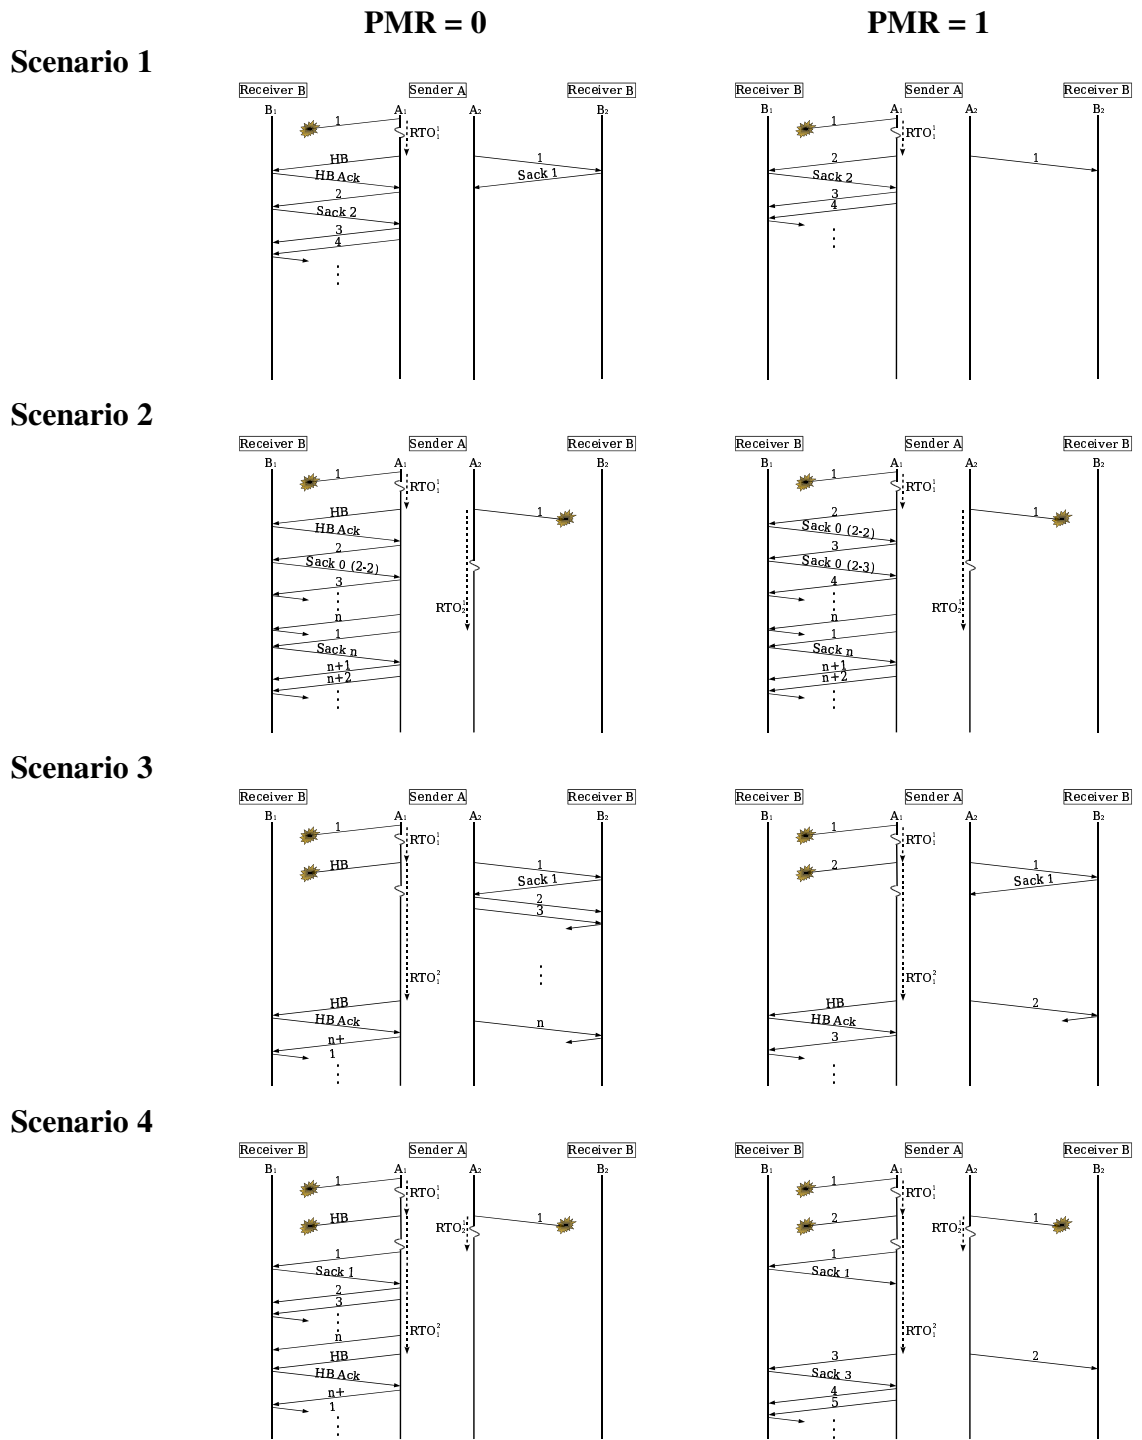 PMR = 0
PMR = 1
Scenario 1
Receiver B
Sender A
Receiver B
B1
A1
A2
B2
1
RTO11
HB
1
HB Ack
Sack 1
2
Sack 2
3
4
Receiver B
Sender A
Receiver B
B1
A1
A2
B2
1
RTO11
2
1
Sack 2
3
4
Scenario 2
Receiver B
Sender A
Receiver B
B1
A1
A2
B2
1
RTO11
HB
1
HB Ack
2
Sack 0 (2-2)
3
RTO12
n
1
Sack n
n+1
n+2
Receiver B
Sender A
Receiver B
B1
A1
A2
B2
1
RTO11
2
1
Sack 0 (2-2)
3
Sack 0 (2-3)
4
RTO12
n
1
Sack n
n+1
n+2
Scenario 3
Receiver B
Sender A
Receiver B
B1
A1
A2
B2
1
RTO11
HB
1
Sack 1
2
3
RTO21
HB
HB Ack
n
n+
1
Receiver B
Sender A
Receiver B
B1
A1
A2
B2
1
RTO11
2
1
Sack 1
RTO21
HB
2
HB Ack
3
Scenario 4
Receiver B
Sender A
Receiver B
B1
A1
A2
B2
1
RTO11
HB
RTO12
1
1
Sack 1
2
3
RTO21
n
HB
HB Ack
n+
1
Receiver B
Sender A
Receiver B
B1
A1
A2
B2
1
RTO11
2
RTO12
1
1
Sack 1
RTO21
3
2
Sack 3
4
5